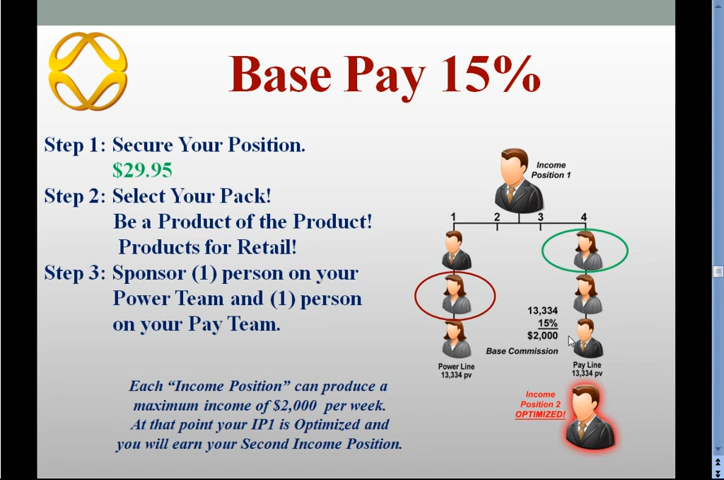 Base Pay 15%
Step 1: Secure Your Position.
$29.95
Step 2: Select Your Pack!
Be a Product of the Product!
Products for Retail!
Step 3: Sponsor (1) person on your
Power Team and (1) person
on your Pay Team.
Each “Income Position” can produce a
maximum income of $2,000 per week.
At that point your IP1 is Optimized and
you will earn your Second Income Position.
Income
Position 1
1 2 3 4
13,334
15%
$2,000
Base Commission
Power Line
13,334 pv
Pay Line
13,334 pv
Income
Position 2
OPTIMIZED!